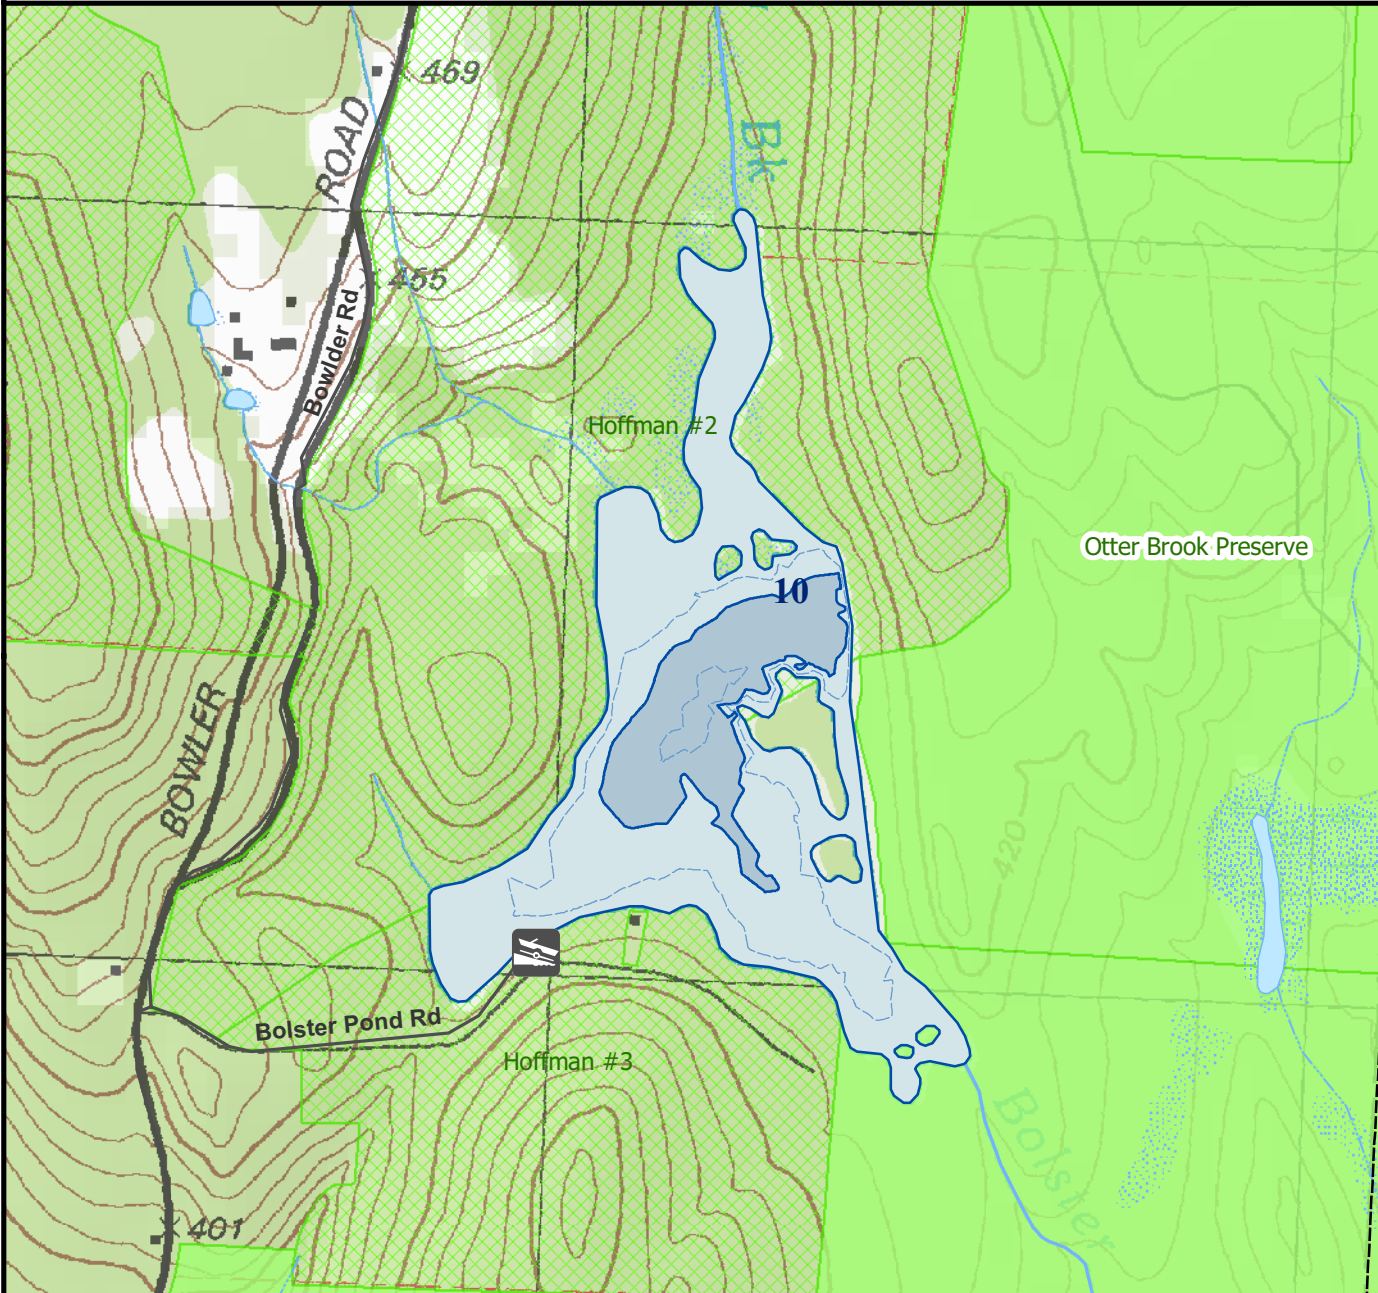 469
ROAD
Bk
455
Bowlder Rd
Hoffman #2
Otter Brook Preserve
10
BOWLER
420
Bolster Pond Rd
Hoffman #3
Bolster
401